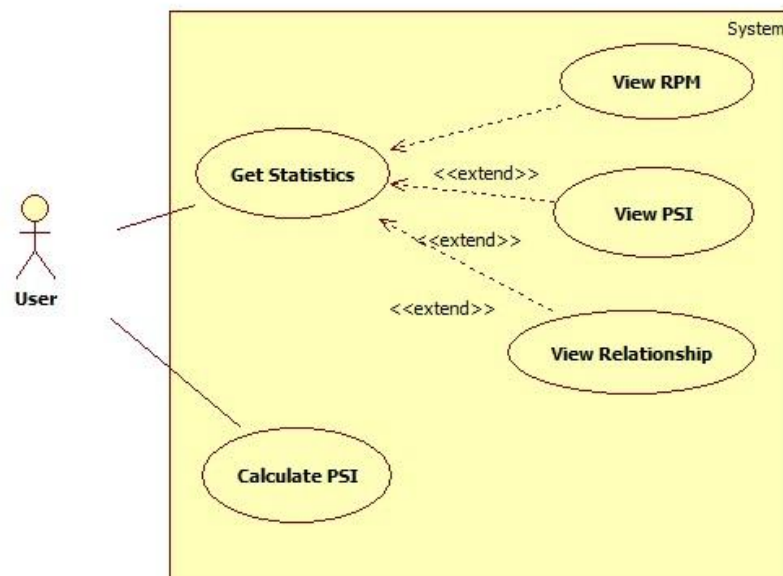 System
View RPM
Get Statistics
<<extend>>
View PSI
<<extend>>
User
<<extend>>
View Relationship
Calculate PSI